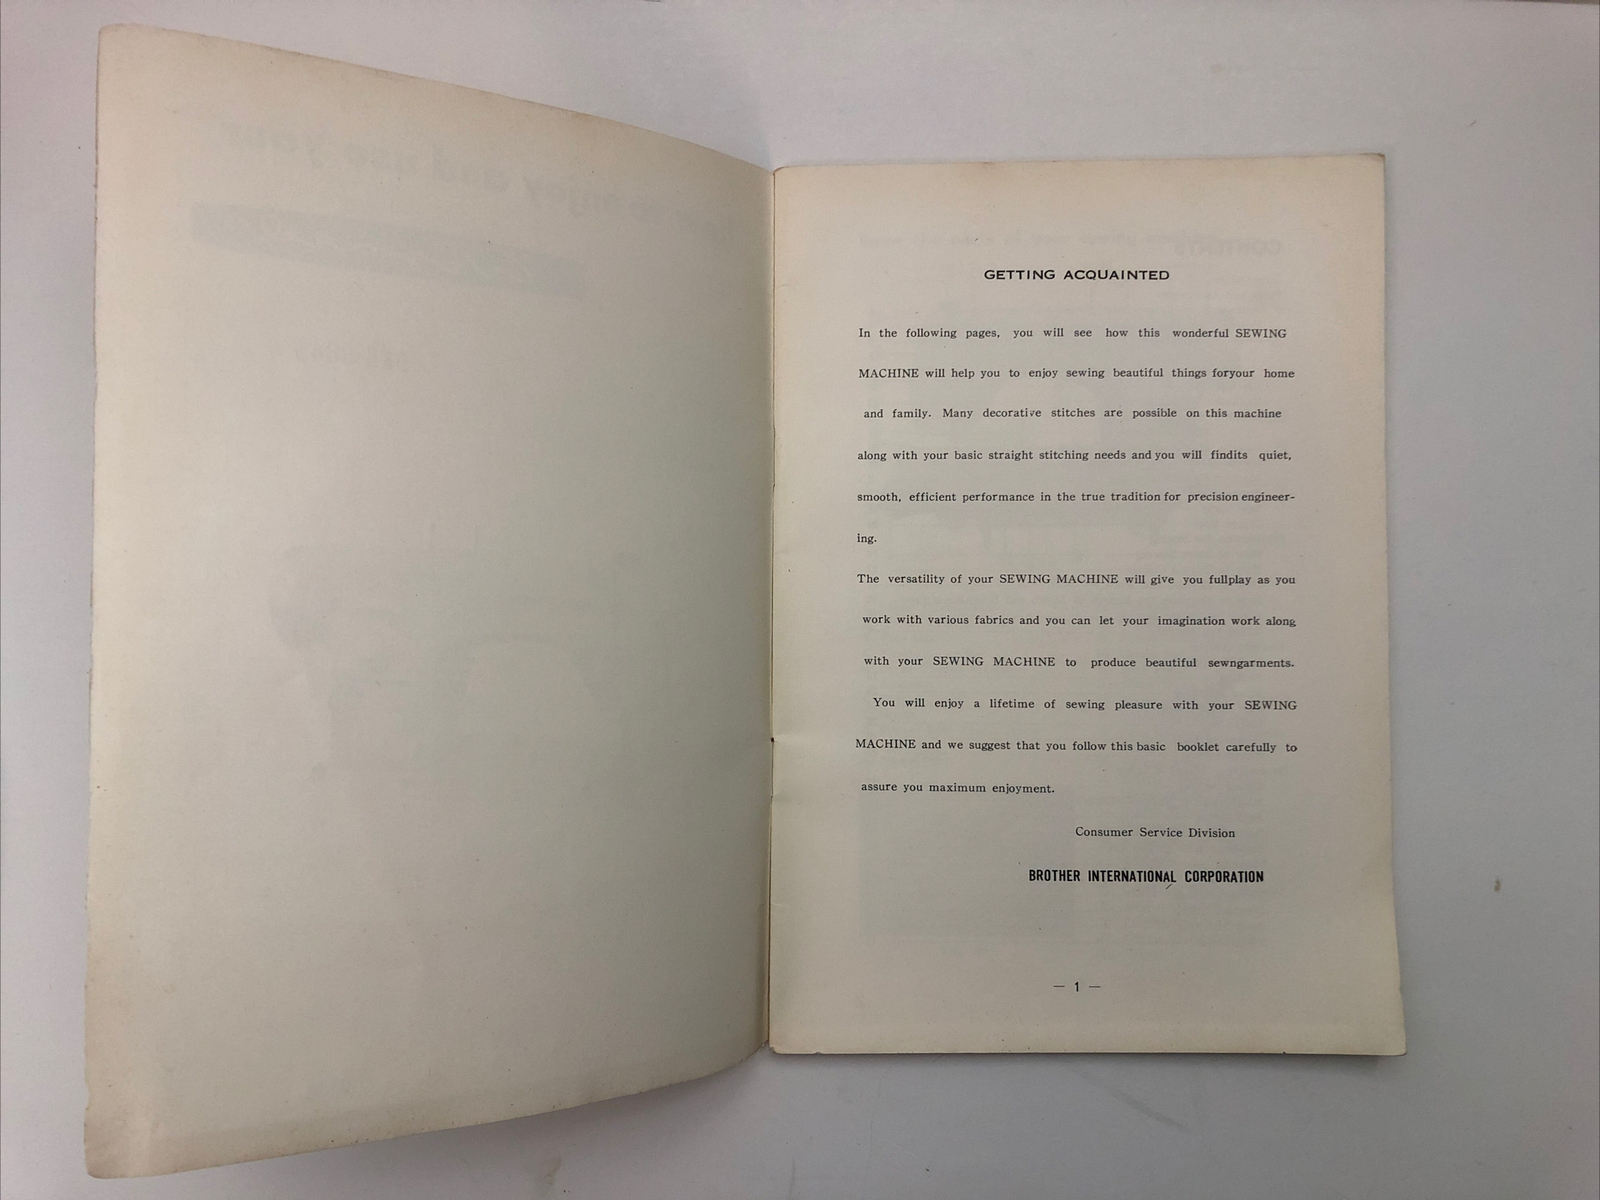 GETTING ACQUAINTED
In the following pages, you will see how this wonderful SEWING
MACHINE will help you to enjoy sewing beautiful things foryour home
and family. Many decorative stitches are possible on this machine
along with your basic straight stitching needs and you will findits quiet,
smooth, efficient performance in the true tradition for precision engineer-
ing.
The versatility of your SEWING MACHINE will give you fullplay as you
work with various fabrics and you can let your imagination work along
with your SEWING MACHINE to produce beautiful sewngarments.
You will enjoy a lifetime of sewing pleasure with your SEWING
MACHINE and we suggest that you follow this basic booklet carefully to
assure you maximum enjoyment.
Consumer Service Division
BROTHER INTERNATIONAL CORPORATION
— 1 —